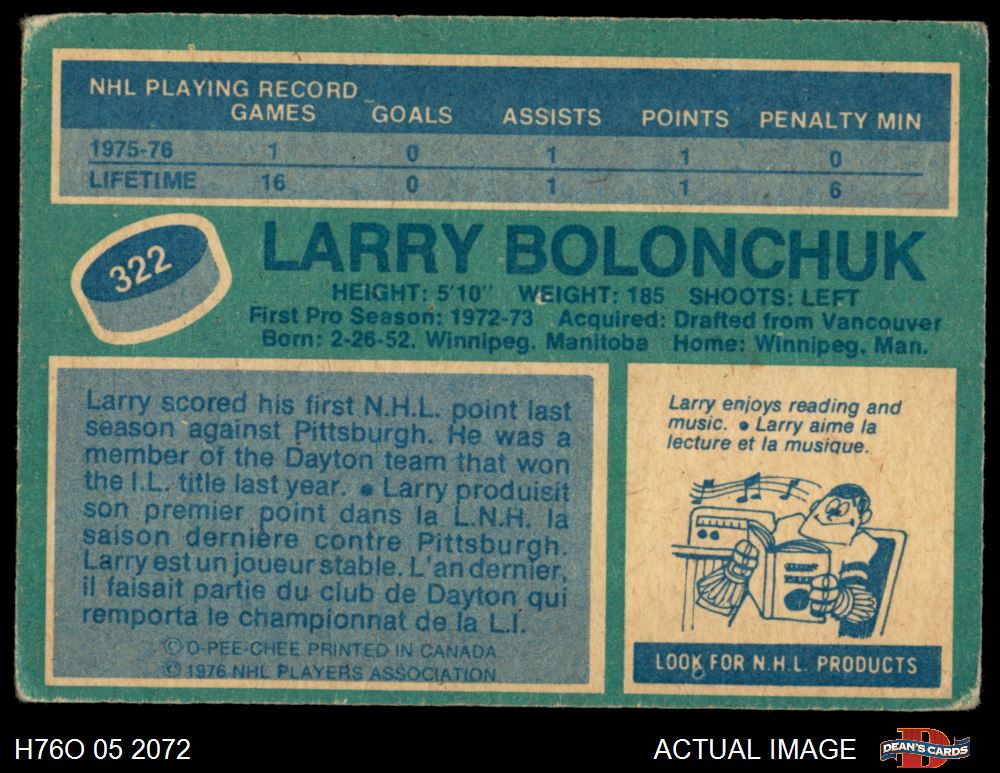 NHL PLAYING RECORD
GAMES GOALS ASSISTS POINTS PENALTY MIN
1975-76 1 0 1 1 0
LIFETIME 16 0 1 1 6
322
LARRY BOLONCHUK
HEIGHT: 5'10" WEIGHT: 185 SHOOTS: LEFT
First Pro Season: 1972-73 Acquired: Drafted from Vancouver
Born: 2-26-52, Winnipeg, Manitoba Home: Winnipeg, Man.
Larry scored his first N.H.L. point last
season against Pittsburgh. He was a
member of the Dayton team that won
the I.L. title last year. • Larry produisit
son premier point dans la L.N.H. la
saison dernière contre Pittsburgh.
Larry est un joueur stable. L'an dernier,
il faisait partie du club de Dayton qui
remporta le championnat de la L.I.
© O-PEE-CHEE PRINTED IN CANADA
© 1976 NHL PLAYERS ASSOCIATION
Larry enjoys reading and
music. • Larry aime la
lecture et la musique.
LOOK FOR N.H.L. PRODUCTS
H76O 05 2072
ACTUAL IMAGE
DEAN'S CARDS